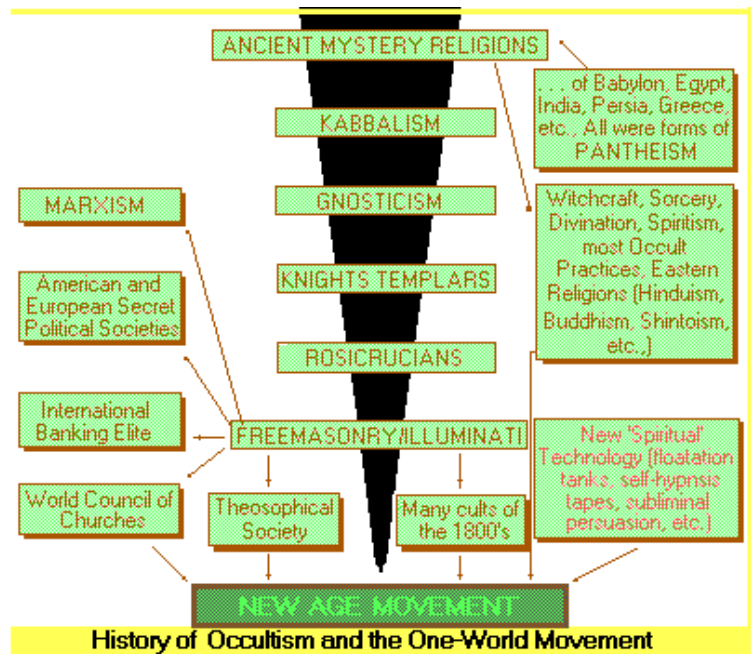 ANCIENT MYSTERY RELIGIONS
. . . of Babylon, Egypt,
India, Persia, Greece,
etc., All were forms of
PANTHEISM
KABBALISM
GNOSTICISM
KNIGHTS TEMPLARS
ROSICRUCIANS
Witchcraft, Sorcery,
Divination, Spiritism,
most Occult
Practices, Eastern
Religions (Hinduism,
Buddhism, Shintoism,
etc.,)
MARXISM
American and
European Secret
Political Societies
International
Banking Elite
World Council of
Churches
FREEMASONRY/ILLUMINATI
Theosophical
Society
Many cults of
the 1800's
New 'Spiritual'
Technology (floatation
tanks, self-hypnsis
tapes, subliminal
persuasion, etc.)
NEW AGE MOVEMENT
History of Occultism and the One-World Movement